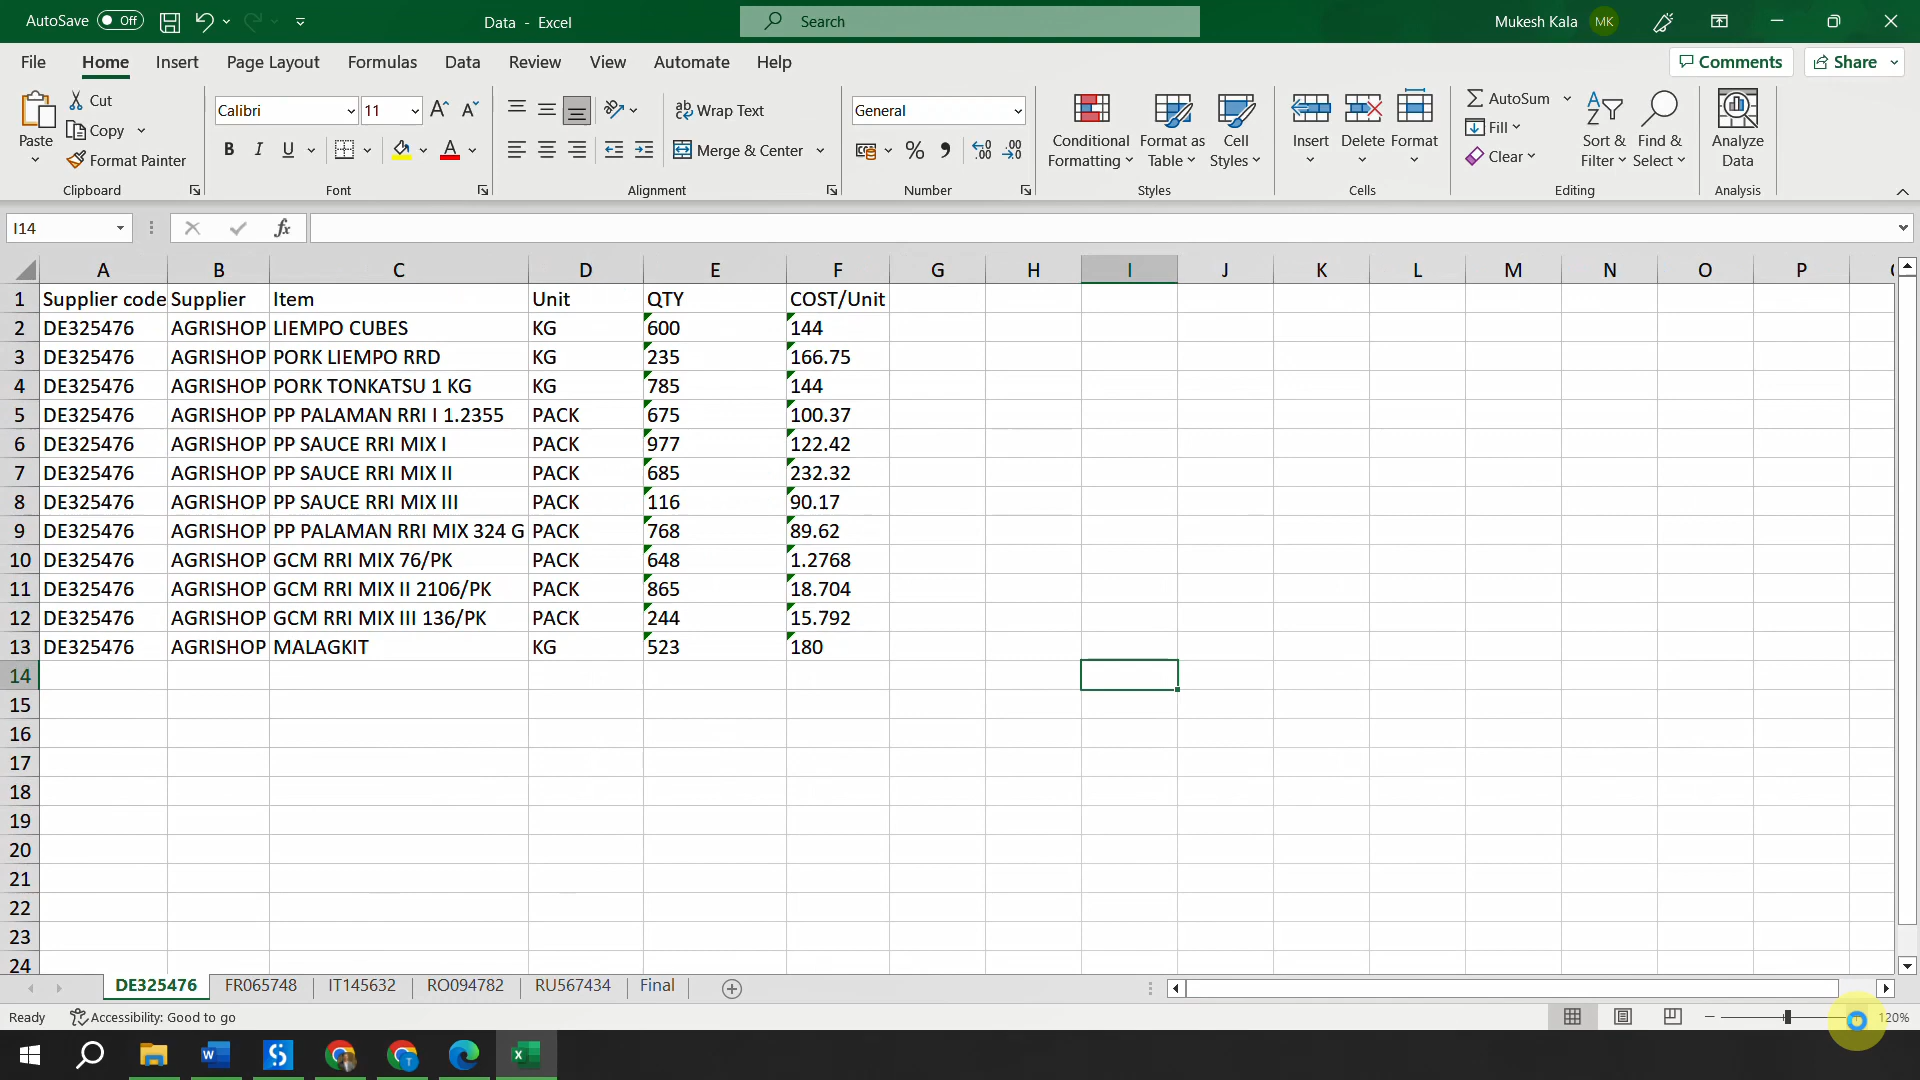 AutoSave Off Data - Excel Search Mukesh Kala MK
File Home Insert Page Layout Formulas Data Review View Automate Help Comments Share
Paste Cut Copy Format Painter Clipboard
Calibri 11 B I U A Font
Wrap Text Merge & Center Alignment
General % , Number
Conditional Formatting Format as Table Cell Styles Styles
Insert Delete Format Cells
AutoSum Fill Clear Sort & Filter Find & Select Editing
Analyze Data Analysis
I14 fx
A B C D E F G H I J K L M N O P
1 Supplier code Supplier Item Unit QTY COST/Unit
2 DE325476 AGRISHOP LIEMPO CUBES KG 600 144
3 DE325476 AGRISHOP PORK LIEMPO RRD KG 235 166.75
4 DE325476 AGRISHOP PORK TONKATSU 1 KG KG 785 144
5 DE325476 AGRISHOP PP PALAMAN RRI I 1.2355 PACK 675 100.37
6 DE325476 AGRISHOP PP SAUCE RRI MIX I PACK 977 122.42
7 DE325476 AGRISHOP PP SAUCE RRI MIX II PACK 685 232.32
8 DE325476 AGRISHOP PP SAUCE RRI MIX III PACK 116 90.17
9 DE325476 AGRISHOP PP PALAMAN RRI MIX 324 G PACK 768 89.62
10 DE325476 AGRISHOP GCM RRI MIX 76/PK PACK 648 1.2768
11 DE325476 AGRISHOP GCM RRI MIX II 2106/PK PACK 865 18.704
12 DE325476 AGRISHOP GCM RRI MIX III 136/PK PACK 244 15.792
13 DE325476 AGRISHOP MALAGKIT KG 523 180
14
15
16
17
18
19
20
21
22
23
24
DE325476 FR065748 IT145632 RO094782 RU567434 Final
Ready Accessibility: Good to go 120%